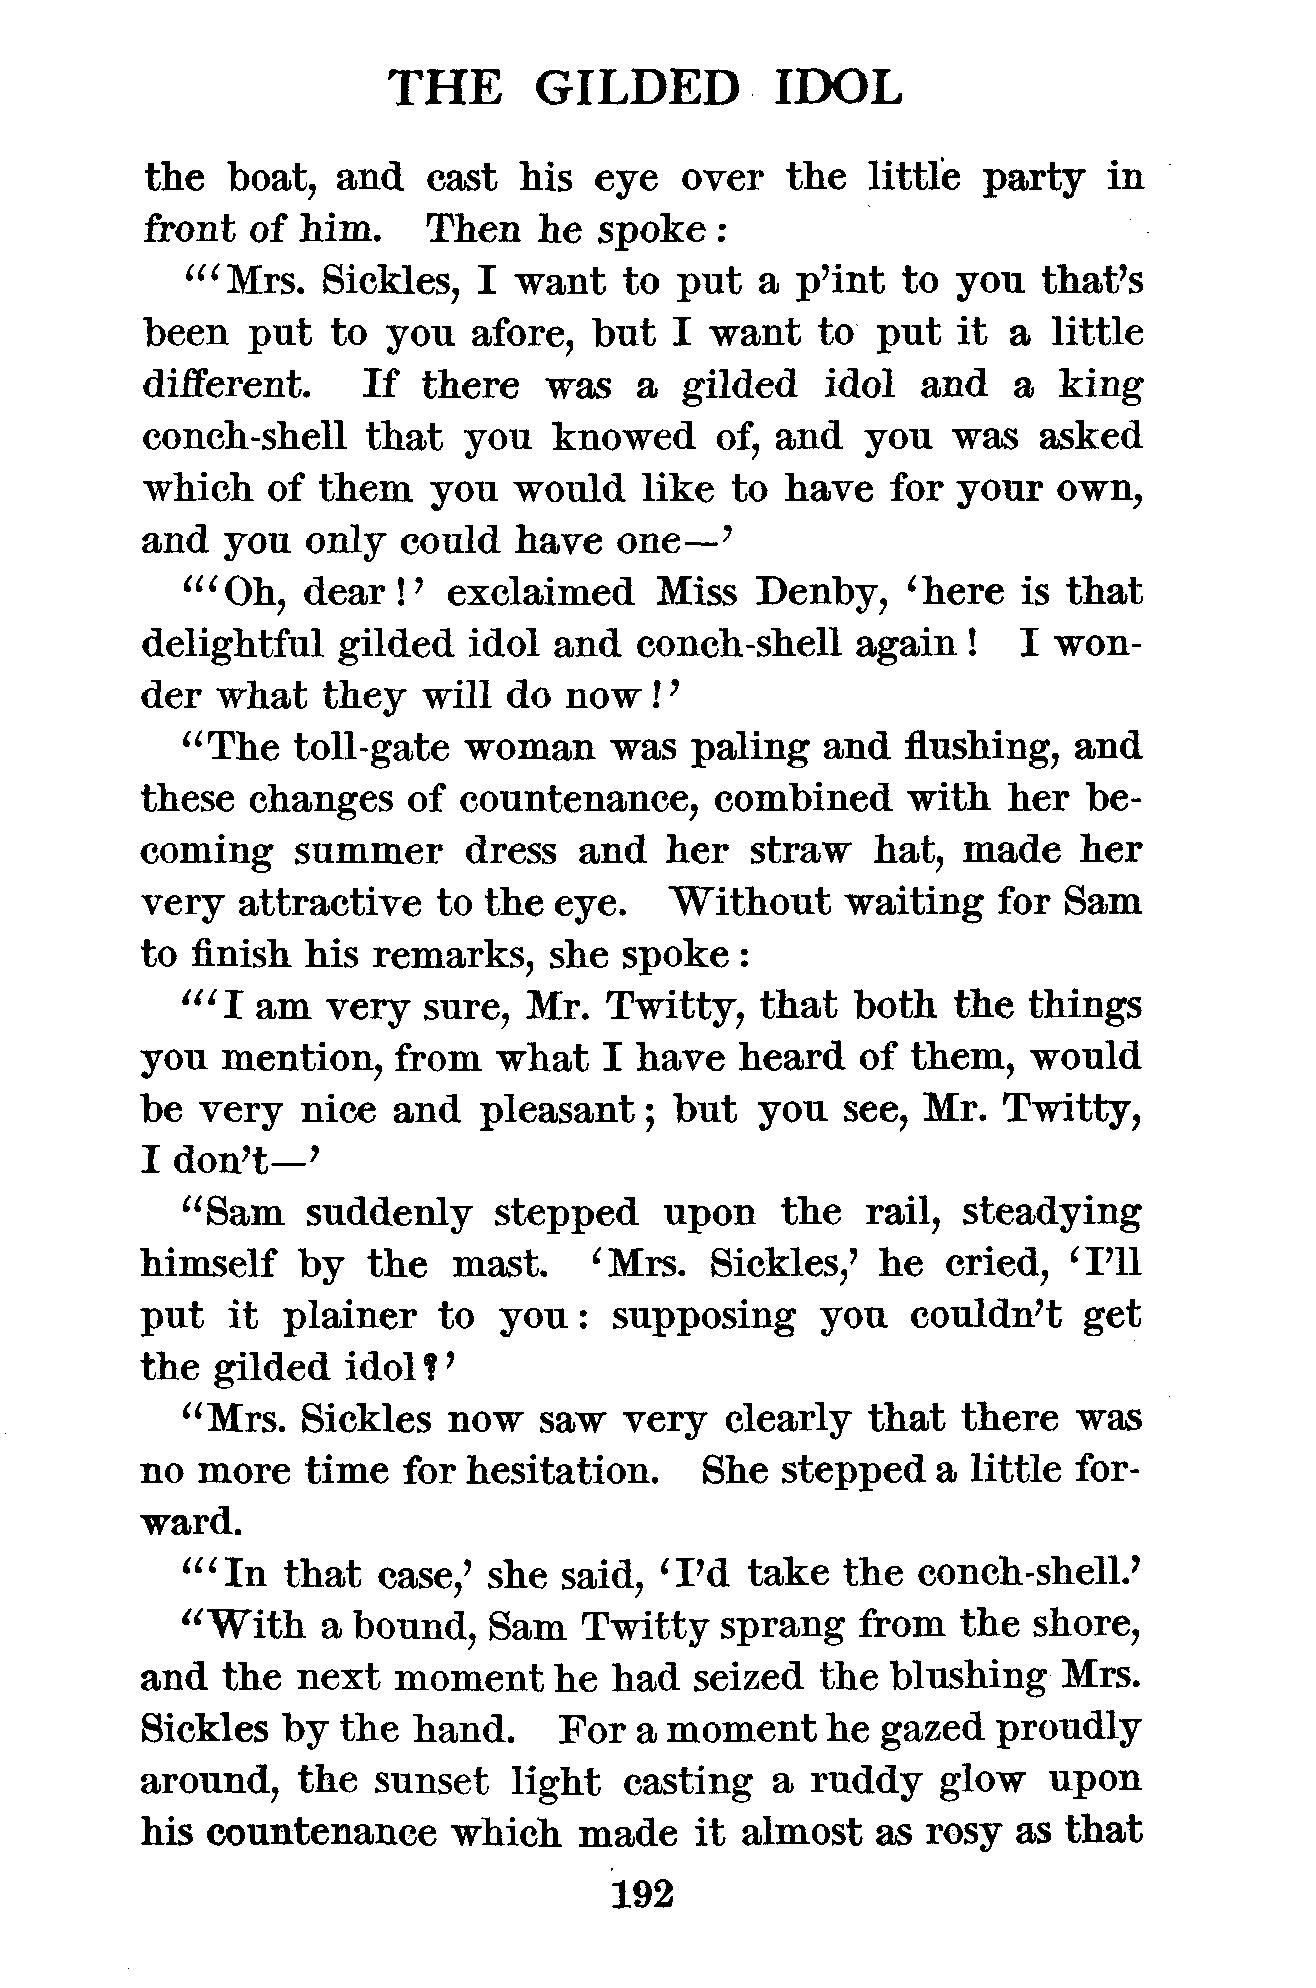 THE GILDED IDOL
the boat, and cast his eye over the little party in
front of him. Then he spoke :
"'Mrs. Sickles, I want to put a p'int to you that's
been put to you afore, but I want to put it a little
different. If there was a gilded idol and a king
conch-shell that you knowed of, and you was asked
which of them you would like to have for your own,
and you only could have one—'
"'Oh, dear !' exclaimed Miss Denby, 'here is that
delightful gilded idol and conch-shell again ! I won-
der what they will do now !'
"The toll-gate woman was paling and flushing, and
these changes of countenance, combined with her be-
coming summer dress and her straw hat, made her
very attractive to the eye. Without waiting for Sam
to finish his remarks, she spoke :
"'I am very sure, Mr. Twitty, that both the things
you mention, from what I have heard of them, would
be very nice and pleasant ; but you see, Mr. Twitty,
I don't—'
"Sam suddenly stepped upon the rail, steadying
himself by the mast. 'Mrs. Sickles,' he cried, 'I'll
put it plainer to you : supposing you couldn't get
the gilded idol ?'
"Mrs. Sickles now saw very clearly that there was
no more time for hesitation. She stepped a little for-
ward.
"'In that case,' she said, 'I'd take the conch-shell.'
"With a bound, Sam Twitty sprang from the shore,
and the next moment he had seized the blushing Mrs.
Sickles by the hand. For a moment he gazed proudly
around, the sunset light casting a ruddy glow upon
his countenance which made it almost as rosy as that
192